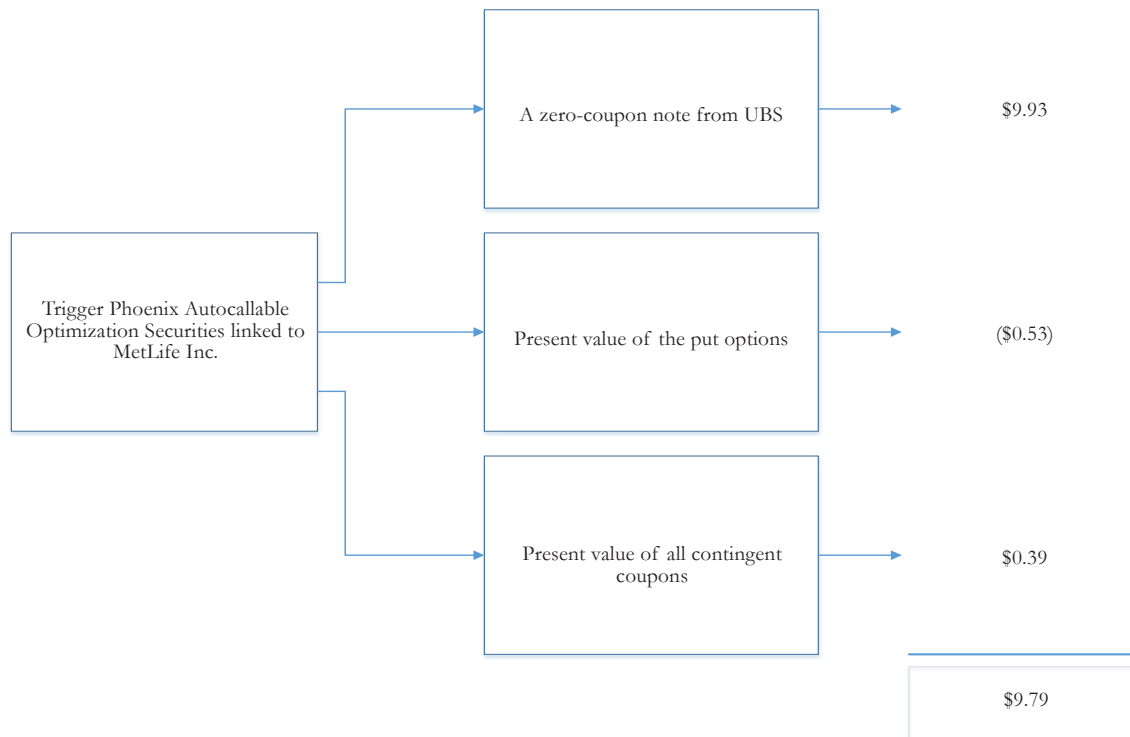 A zero-coupon note from UBS
$9.93
Trigger Phoenix Autocallable
Optimization Securities linked to
MetLife Inc.
Present value of the put options
($0.53)
Present value of all contingent
coupons
$0.39
$9.79